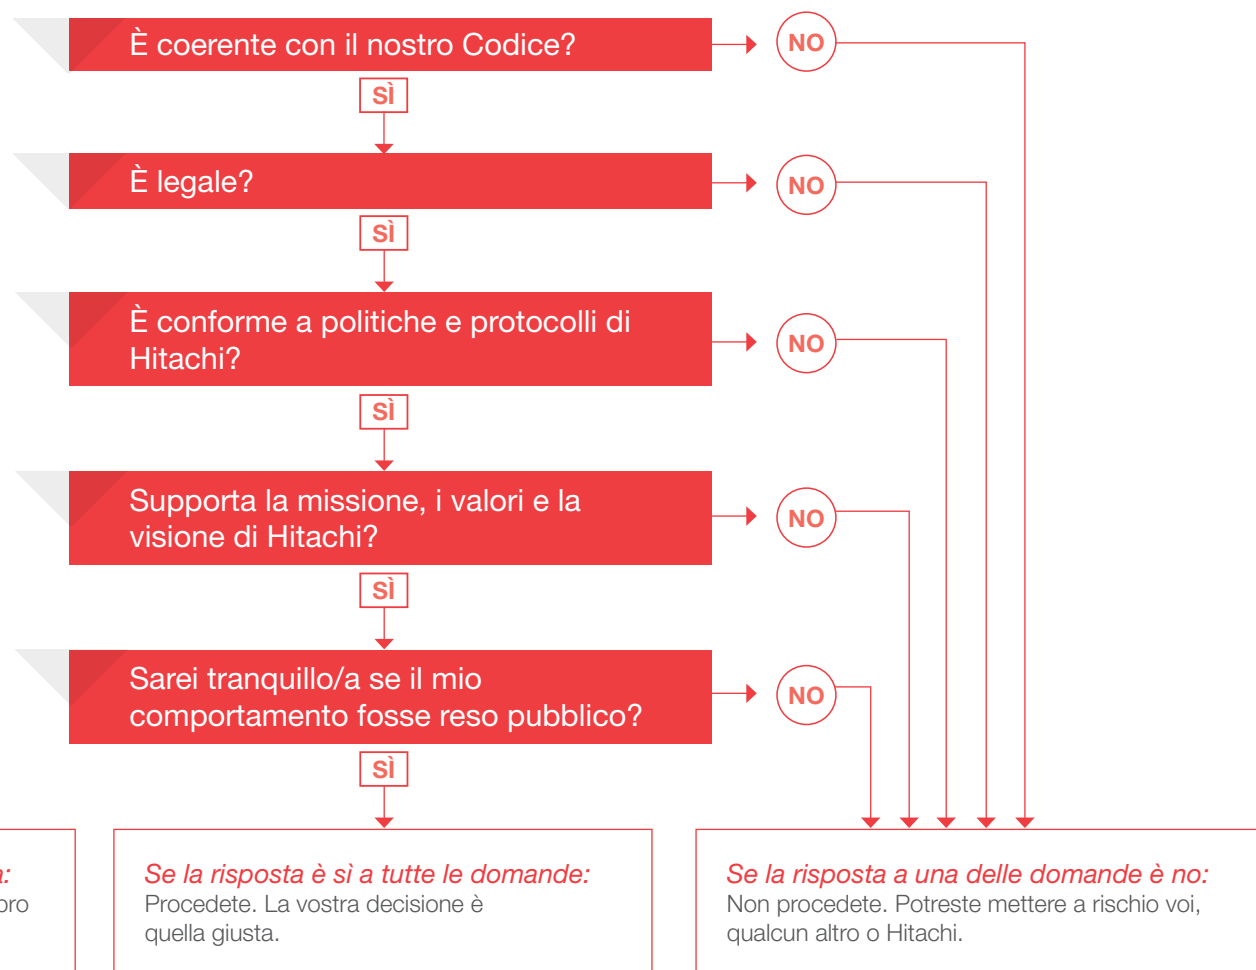 È coerente con il nostro Codice?
NO
SÌ
È legale?
NO
SÌ
È conforme a politiche e protocolli di
Hitachi?
NO
SÌ
Supporta la missione, i valori e la
visione di Hitachi?
NO
SÌ
Sarei tranquillo/a se il mio
comportamento fosse reso pubblico?
NO
SÌ
Se la risposta è sì a tutte le domande:
Procedete. La vostra decisione è
quella giusta.
Se la risposta a una delle domande è no:
Non procedete. Potreste mettere a rischio voi,
qualcun altro o Hitachi.